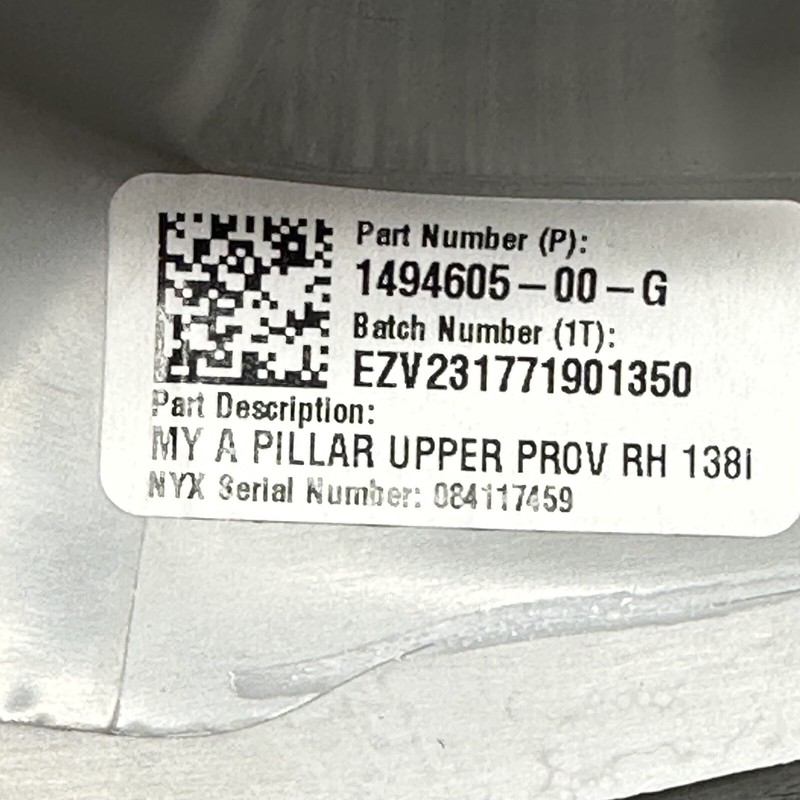 Part Number (P):
1494605-00-G
Batch Number (1T):
EZV231771901350
Part Description:
MY A PILLAR UPPER PROV RH 138I
NYX Serial Number: 084117459